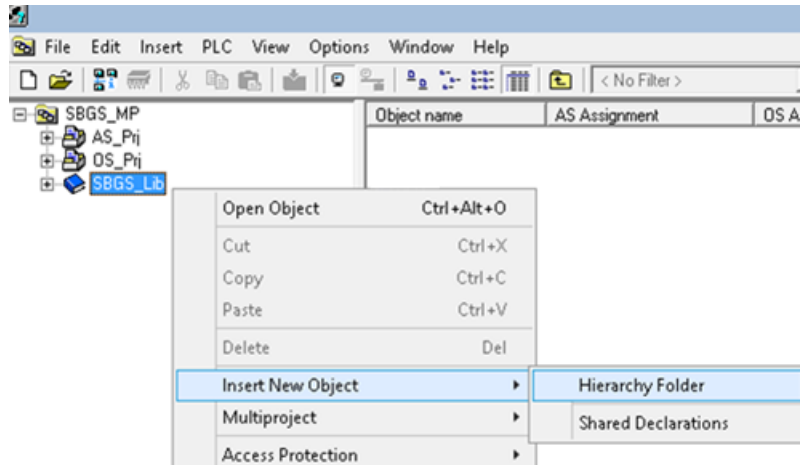 File Edit Insert PLC View Options Window Help
< No Filter >
SBGS_MP
AS_Prj
OS_Prj
SBGS_Lib
Object name AS Assignment OS A
Open Object Ctrl+Alt+O
Cut Ctrl+X
Copy Ctrl+C
Paste Ctrl+V
Delete Del
Insert New Object
Multiproject
Access Protection
Hierarchy Folder
Shared Declarations